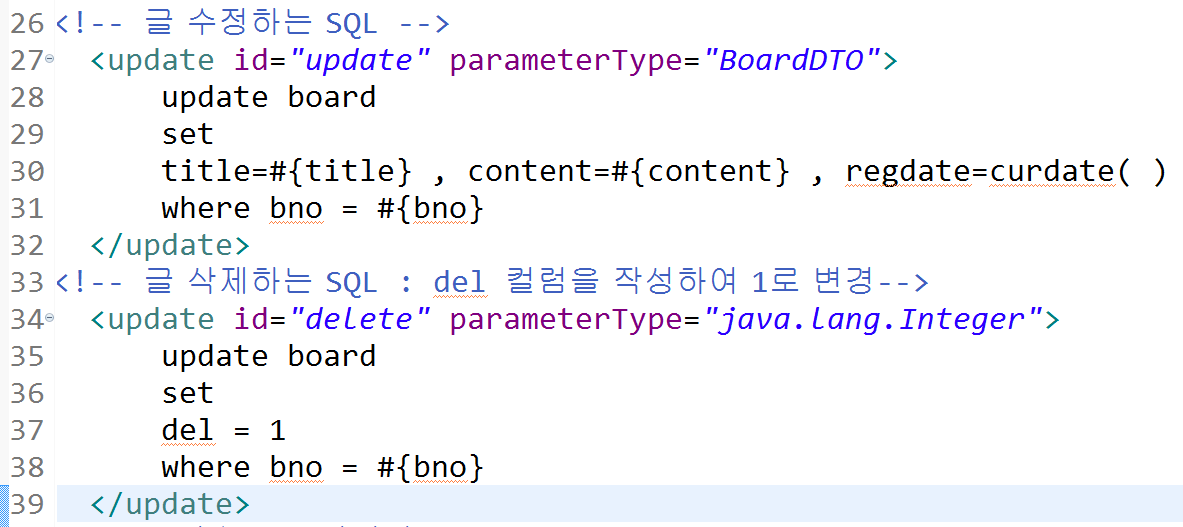 26 <!-- 글 수정하는 SQL -->
27 <update id="update" parameterType="BoardDTO">
28 update board
29 set
30 title=#{title} , content=#{content} , regdate=curdate( )
31 where bno = #{bno}
32 </update>
33 <!-- 글 삭제하는 SQL : del 컬럼을 작성하여 1로 변경-->
34 <update id="delete" parameterType="java.lang.Integer">
35 update board
36 set
37 del = 1
38 where bno = #{bno}
39 </update>